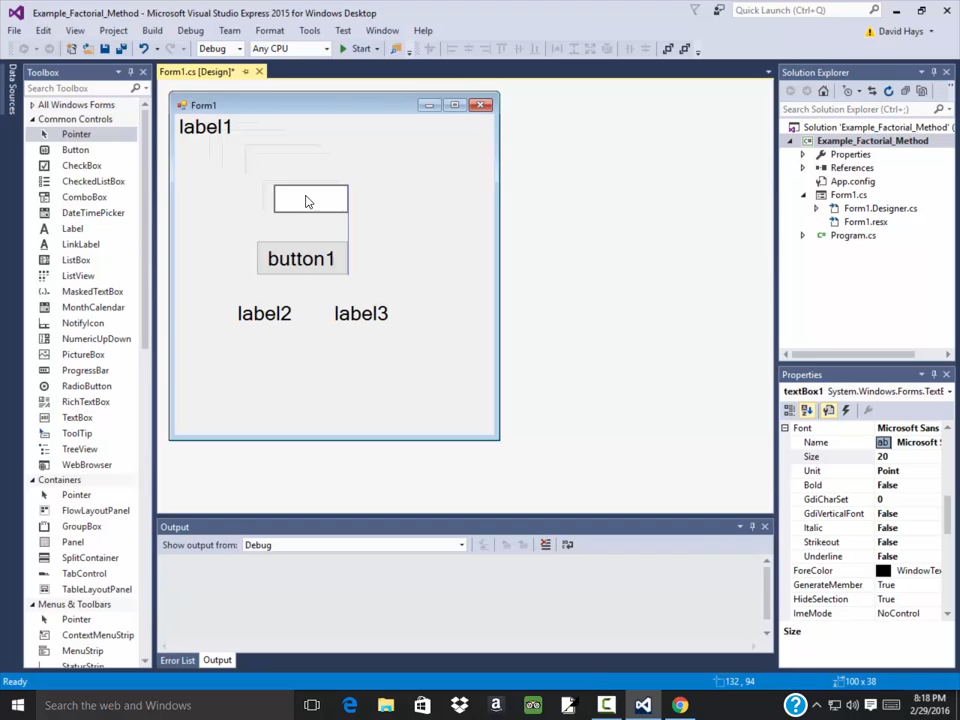 Example_Factorial_Method - Microsoft Visual Studio Express 2015 for Windows Desktop
Quick Launch (Ctrl+Q)
File Edit View Project Build Debug Team Format Tools Test Window Help
David Hays
Debug Any CPU Start
Data Sources
Toolbox
Search Toolbox
All Windows Forms
Common Controls
Pointer
Button
CheckBox
CheckedListBox
ComboBox
DateTimePicker
Label
LinkLabel
ListBox
ListView
MaskedTextBox
MonthCalendar
NotifyIcon
NumericUpDown
PictureBox
ProgressBar
RadioButton
RichTextBox
TextBox
ToolTip
TreeView
WebBrowser
Containers
Pointer
FlowLayoutPanel
GroupBox
Panel
SplitContainer
TabControl
TableLayoutPanel
Menus & Toolbars
Pointer
ContextMenuStrip
MenuStrip
StatusStrip
Form1.cs [Design]*
Form1
label1
button1
label2 label3
Output
Show output from: Debug
Error List Output
Solution Explorer
Search Solution Explorer (Ctrl+;)
Solution 'Example_Factorial_Method' (1 p
Example_Factorial_Method
Properties
References
App.config
Form1.cs
Form1.Designer.cs
Form1.resx
Program.cs
Properties
textBox1 System.Windows.Forms.TextE
Font Microsoft Sans
Name ab Microsoft S
Size 20
Unit Point
Bold False
GdiCharSet 0
GdiVerticalFont False
Italic False
Strikeout False
Underline False
ForeColor WindowTex
GenerateMember True
HideSelection True
ImeMode NoControl
Size
Ready 132 , 94 100 x 38
Search the web and Windows
8:18 PM
2/29/2016